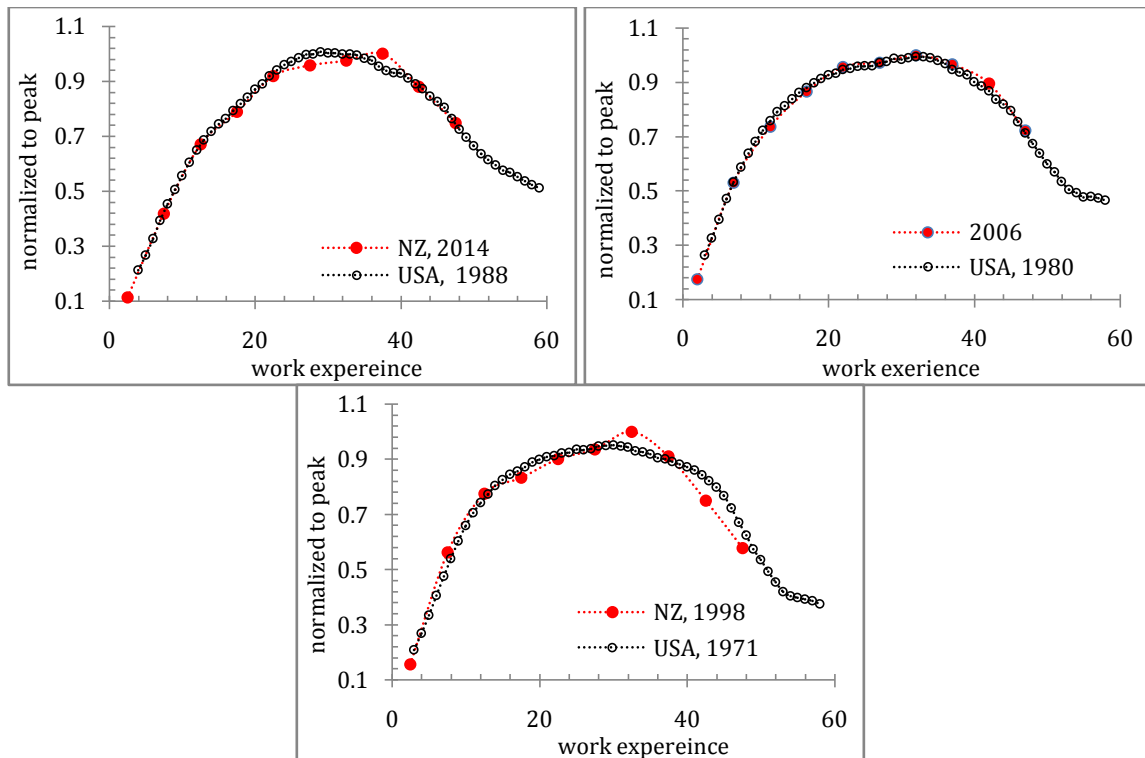 1.1
0.9
0.7
0.5
0.3
0.1
normalized to peak
NZ, 2014
USA, 1988
0 20 40 60
work expereince
1.1
0.9
0.7
0.5
0.3
0.1
normalized to peak
2006
USA, 1980
0 20 40 60
work exerience
1.1
0.9
0.7
0.5
0.3
0.1
normalized to peak
NZ, 1998
USA, 1971
0 20 40 60
work expereince